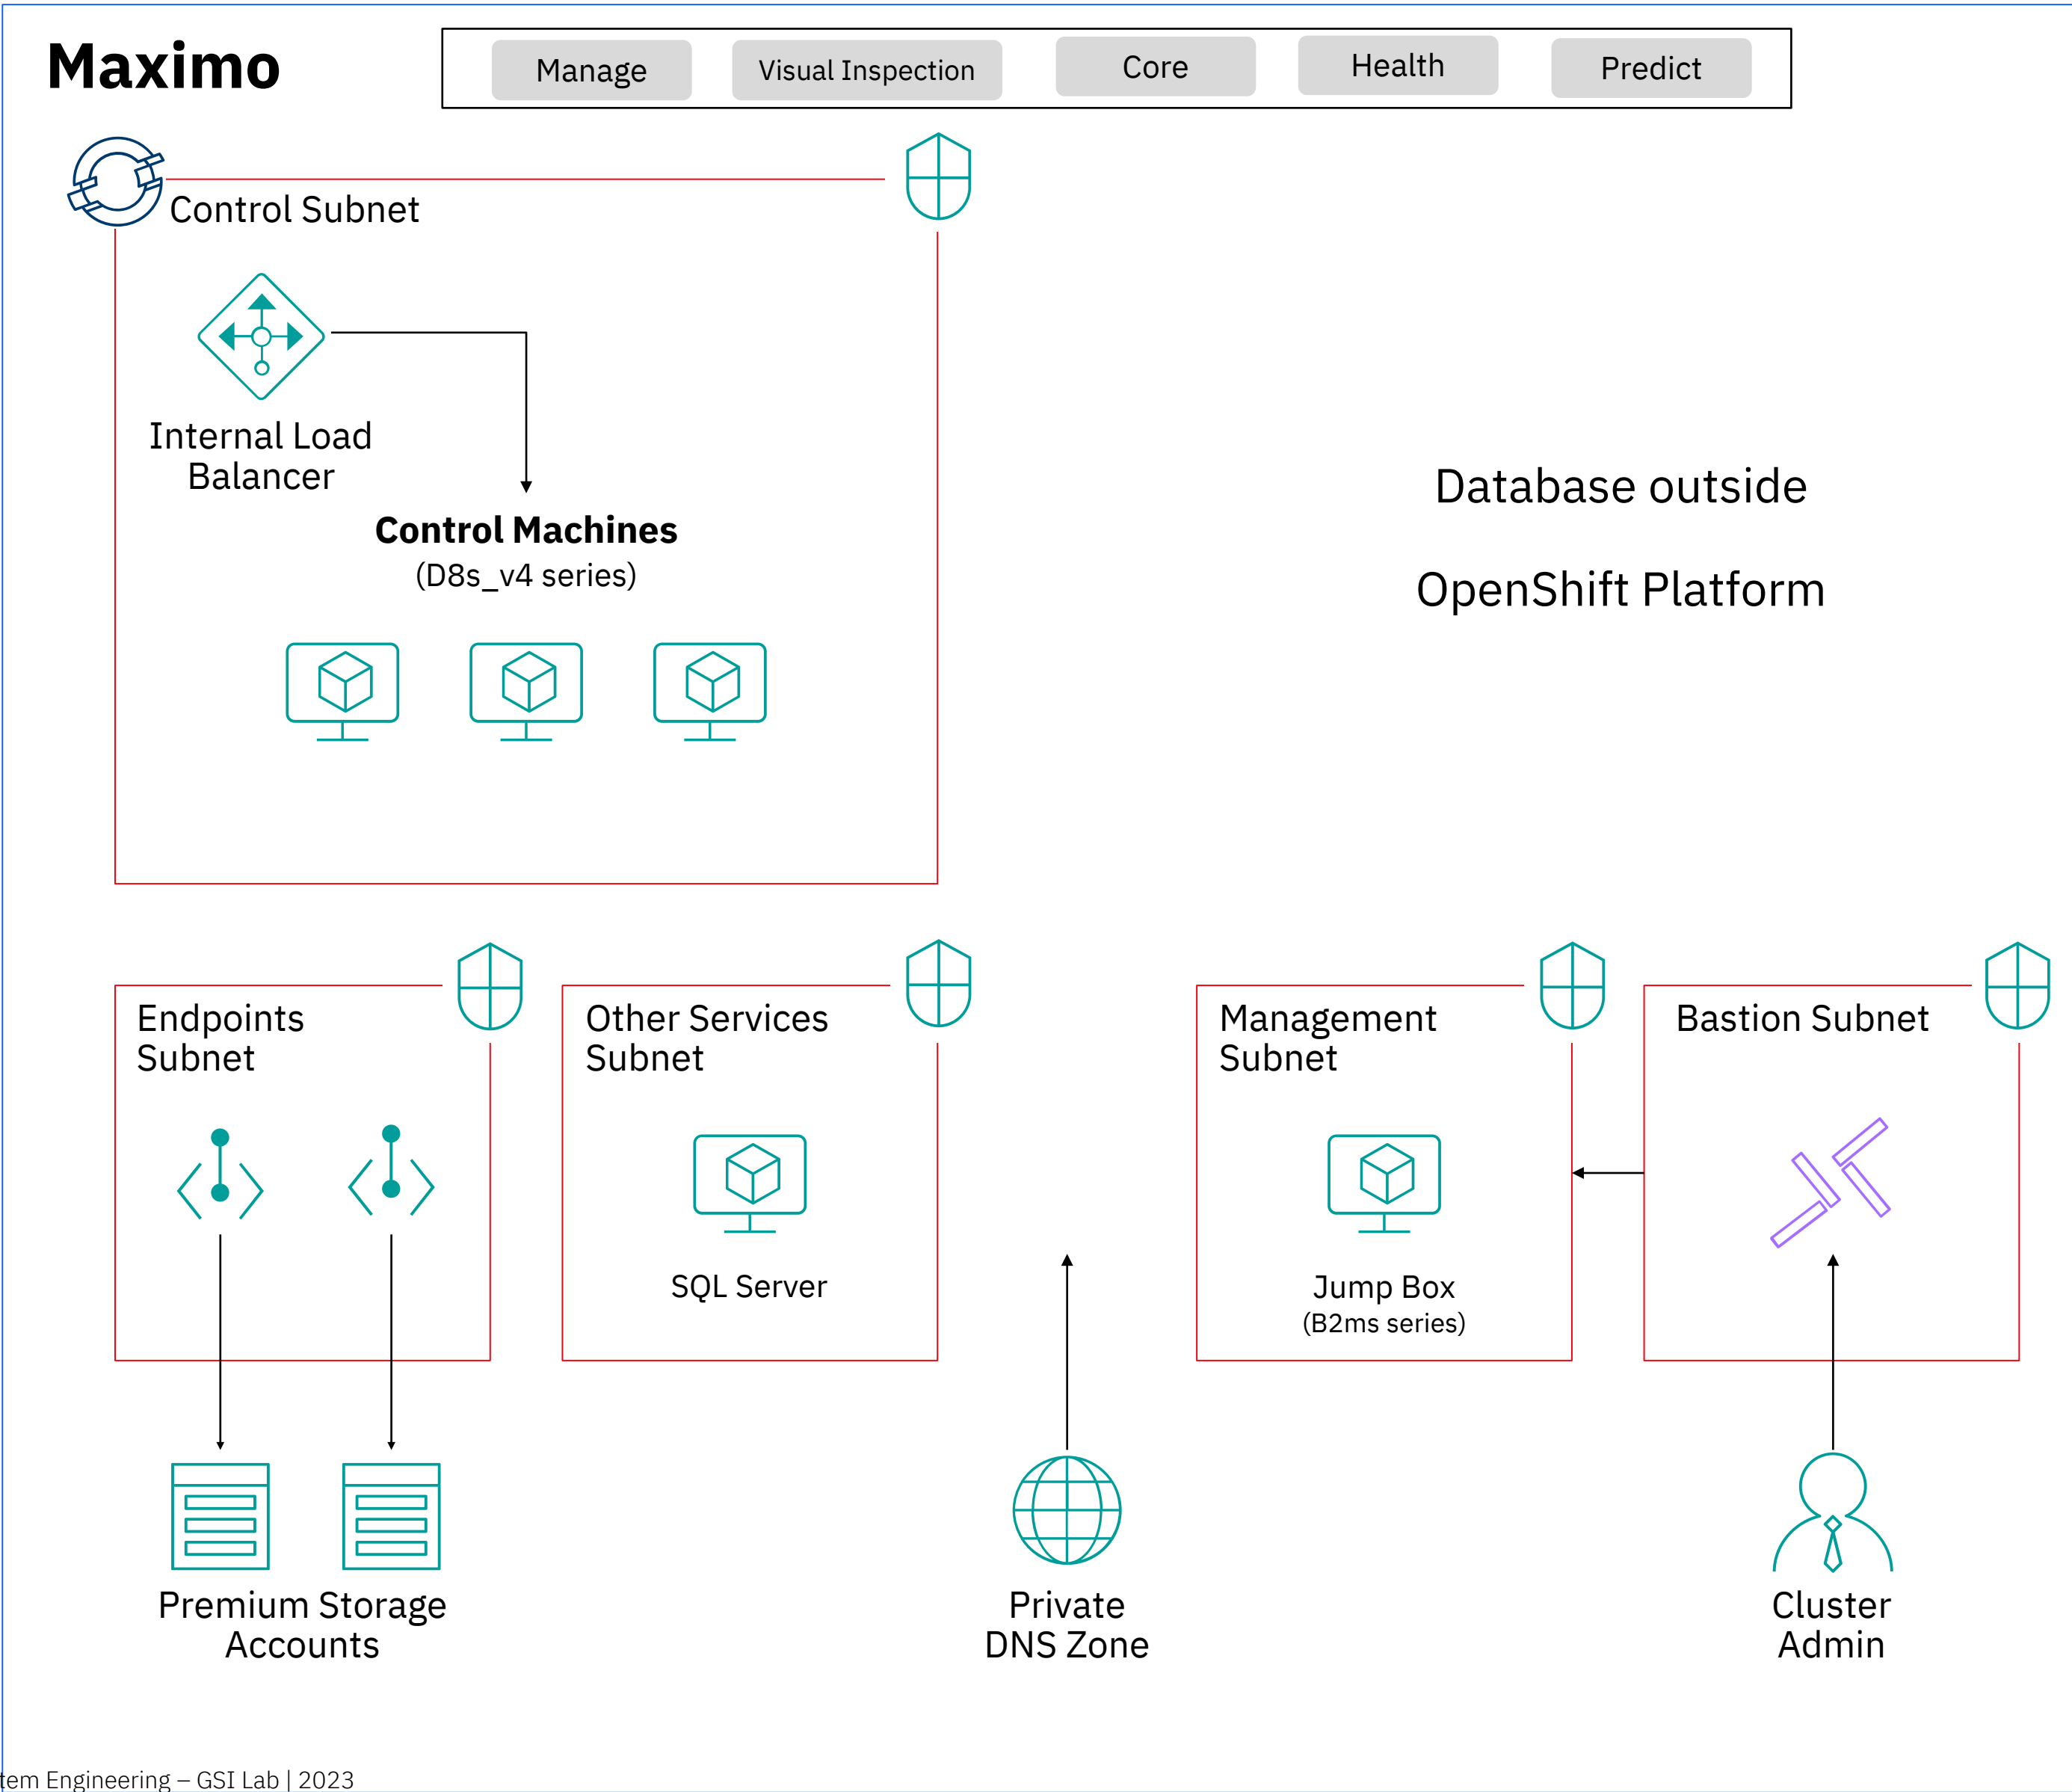 Maximo
Manage
Visual Inspection
Core
Health
Predict
Control Subnet
Internal Load
Balancer
Control Machines
(D8s_v4 series)
Database outside
OpenShift Platform
Endpoints
Subnet
Other Services
Subnet
SQL Server
Management
Subnet
Jump Box
(B2ms series)
Bastion Subnet
Premium Storage
Accounts
Private
DNS Zone
Cluster
Admin
Engineering – GSI Lab | 2023